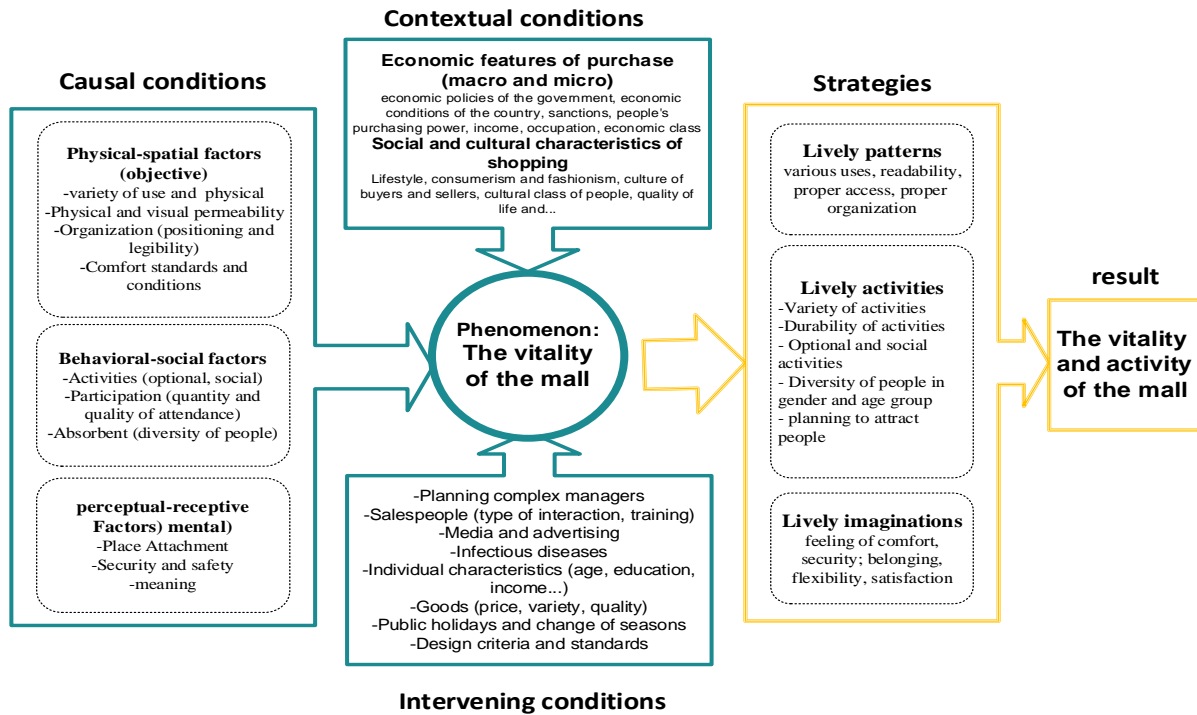 Contextual conditions
Economic features of purchase
(macro and micro)
economic policies of the government, economic
conditions of the country, sanctions, people's
purchasing power, income, occupation, economic class
Social and cultural characteristics of
shopping
Lifestyle, consumerism and fashionism, culture of
buyers and sellers, cultural class of people, quality of
life and...
Causal conditions
Physical-spatial factors
(objective)
-variety of use and physical
-Physical and visual permeability
-Organization (positioning and
legibility)
-Comfort standards and
conditions
Behavioral-social factors
-Activities (optional, social)
-Participation (quantity and
quality of attendance)
-Absorbent (diversity of people)
perceptual-receptive
Factors) mental)
-Place Attachment
-Security and safety
-meaning
Phenomenon:
The vitality
of the mall
-Planning complex managers
-Salespeople (type of interaction, training)
-Media and advertising
-Infectious diseases
-Individual characteristics (age, education,
income...)
-Goods (price, variety, quality)
-Public holidays and change of seasons
-Design criteria and standards
Intervening conditions
Strategies
Lively patterns
various uses, readability,
proper access, proper
organization
Lively activities
-Variety of activities
-Durability of activities
- Optional and social
activities
- Diversity of people in
gender and age group
- planning to attract
people
Lively imaginations
feeling of comfort,
security; belonging,
flexibility, satisfaction
result
The vitality
and activity
of the mall